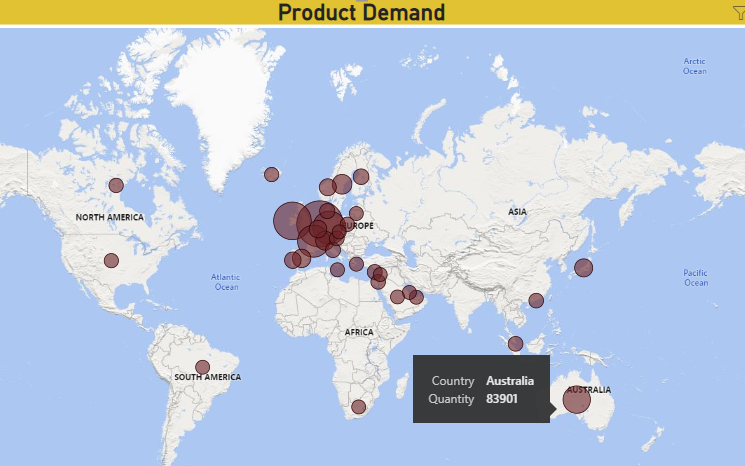 Product Demand
Arctic
Ocean
NORTH AMERICA
ASIA
EUROPE
Atlantic
Ocean
Pacific
Ocean
AFRICA
SOUTH AMERICA
Country Australia
Quantity 83901
AUSTRALIA